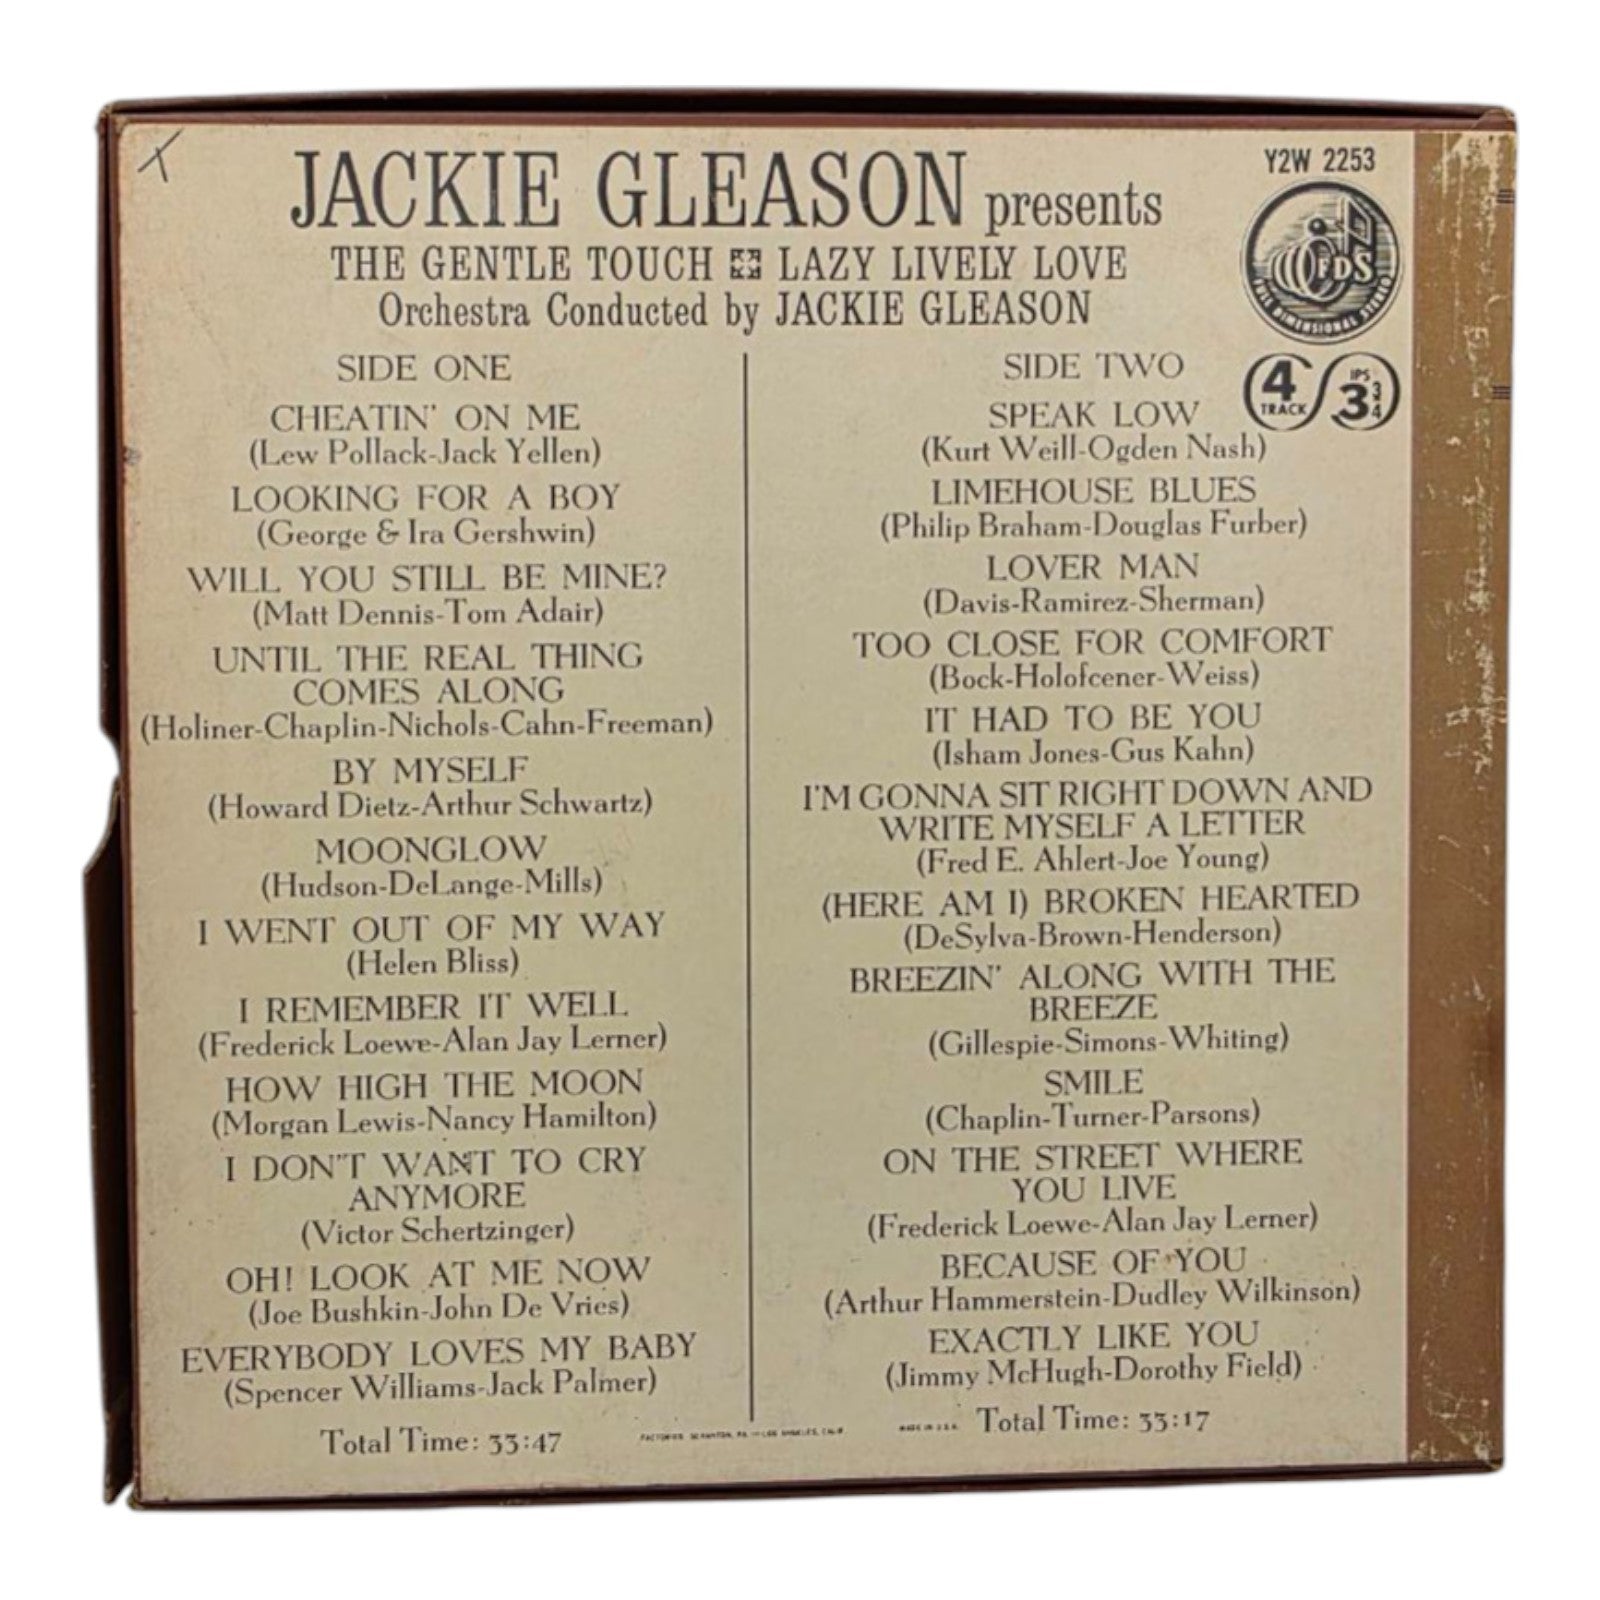 JACKIE GLEASON presents
Y2W 2253
THE GENTLE TOUCH LAZY LIVELY LOVE
Orchestra Conducted by JACKIE GLEASON
FDS
4 TRACK
IPS 3 3/4
SIDE ONE
CHEATIN' ON ME
(Lew Pollack-Jack Yellen)
LOOKING FOR A BOY
(George & Ira Gershwin)
WILL YOU STILL BE MINE?
(Matt Dennis-Tom Adair)
UNTIL THE REAL THING
COMES ALONG
(Holiner-Chaplin-Nichols-Cahn-Freeman)
BY MYSELF
(Howard Dietz-Arthur Schwartz)
MOONGLOW
(Hudson-DeLange-Mills)
I WENT OUT OF MY WAY
(Helen Bliss)
I REMEMBER IT WELL
(Frederick Loewe-Alan Jay Lerner)
HOW HIGH THE MOON
(Morgan Lewis-Nancy Hamilton)
I DON'T WANT TO CRY
ANYMORE
(Victor Schertzinger)
OH! LOOK AT ME NOW
(Joe Bushkin-John De Vries)
EVERYBODY LOVES MY BABY
(Spencer Williams-Jack Palmer)
Total Time: 33:47
SIDE TWO
SPEAK LOW
(Kurt Weill-Ogden Nash)
LIMEHOUSE BLUES
(Philip Braham-Douglas Furber)
LOVER MAN
(Davis-Ramirez-Sherman)
TOO CLOSE FOR COMFORT
(Bock-Holofcener-Weiss)
IT HAD TO BE YOU
(Isham Jones-Gus Kahn)
I'M GONNA SIT RIGHT DOWN AND
WRITE MYSELF A LETTER
(Fred E. Ahlert-Joe Young)
(HERE AM I) BROKEN HEARTED
(DeSylva-Brown-Henderson)
BREEZIN' ALONG WITH THE
BREEZE
(Gillespie-Simons-Whiting)
SMILE
(Chaplin-Turner-Parsons)
ON THE STREET WHERE
YOU LIVE
(Frederick Loewe-Alan Jay Lerner)
BECAUSE OF YOU
(Arthur Hammerstein-Dudley Wilkinson)
EXACTLY LIKE YOU
(Jimmy McHugh-Dorothy Field)
Total Time: 33:17
FACTORIES: SCRANTON, PA. — LOS ANGELES, CALIF.
MADE IN U.S.A.